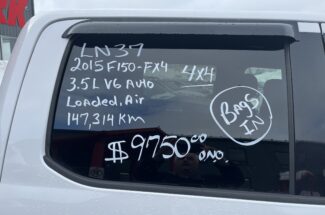 LN37
2015 F150-FX4 4x4
3.5L V6 Auto
Loaded, Air
147,314 KM
BAgS
IN
$9750.00
ONO.